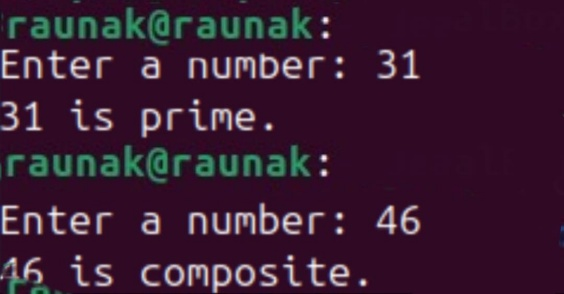 raunak@raunak:
Enter a number: 31
31 is prime.
raunak@raunak:
Enter a number: 46
46 is composite.